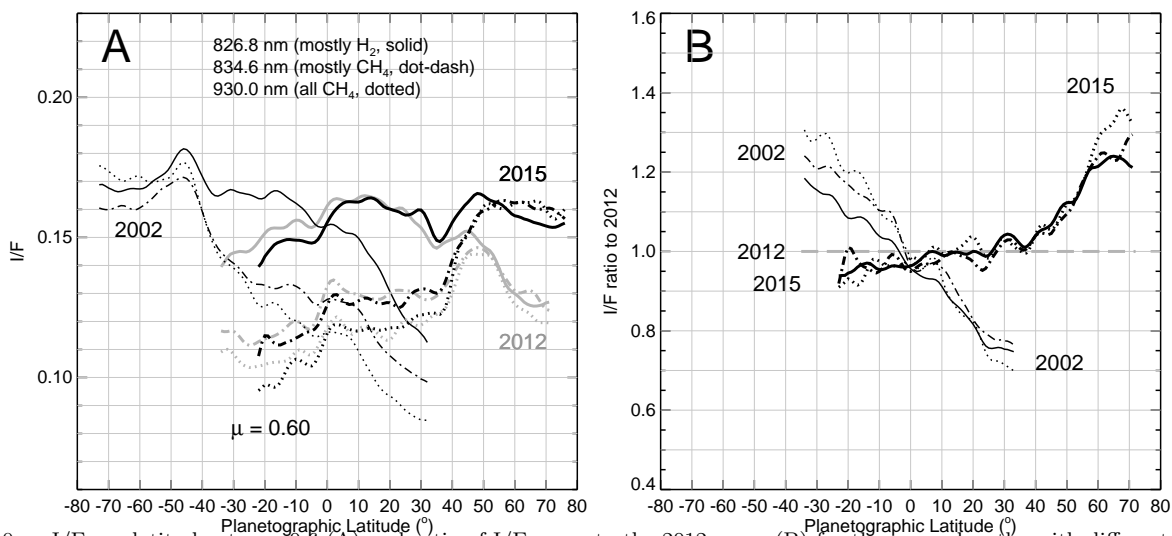 A
826.8 nm (mostly H2, solid)
834.6 nm (mostly CH4, dot-dash)
930.0 nm (all CH4, dotted)
2015
2002
2012
μ = 0.60
0.20
0.15
0.10
I/F
-80 -70 -60 -50 -40 -30 -20 -10 0 10 20 30 40 50 60 70 80
Planetographic Latitude (°)
B
2015
2002
2012
2015
2002
1.6
1.4
1.2
1.0
0.8
0.6
0.4
I/F ratio to 2012
-80 -70 -60 -50 -40 -30 -20 -10 0 10 20 30 40 50 60 70 80
Planetographic Latitude (°)